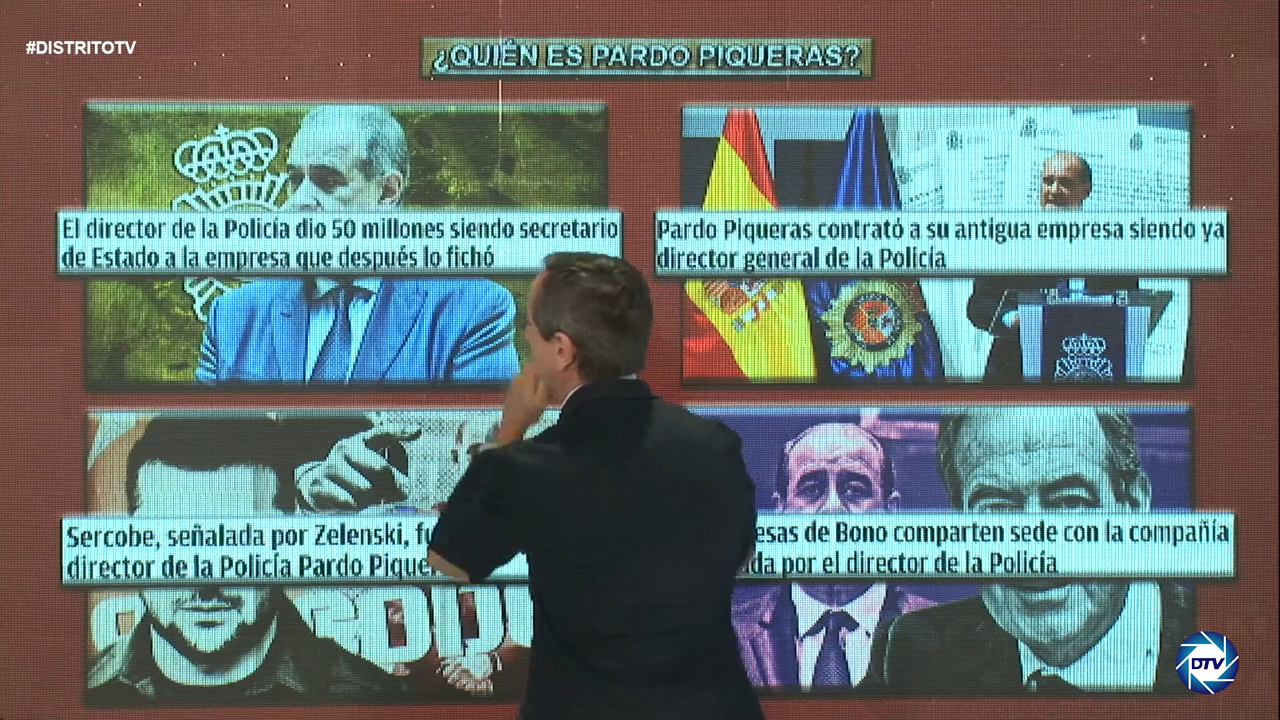 #DISTRITOTV
¿QUIÉN ES PARDO PIQUERAS?
El director de la Policía dio 50 millones siendo secretario
de Estado a la empresa que después lo fichó
Pardo Piqueras contrató a su antigua empresa siendo ya
director general de la Policía
Sercobe, señalada por Zelenski,
director de la Policía Pardo
de Bono comparten sede con la compañía
por el director de la Policía
DTV